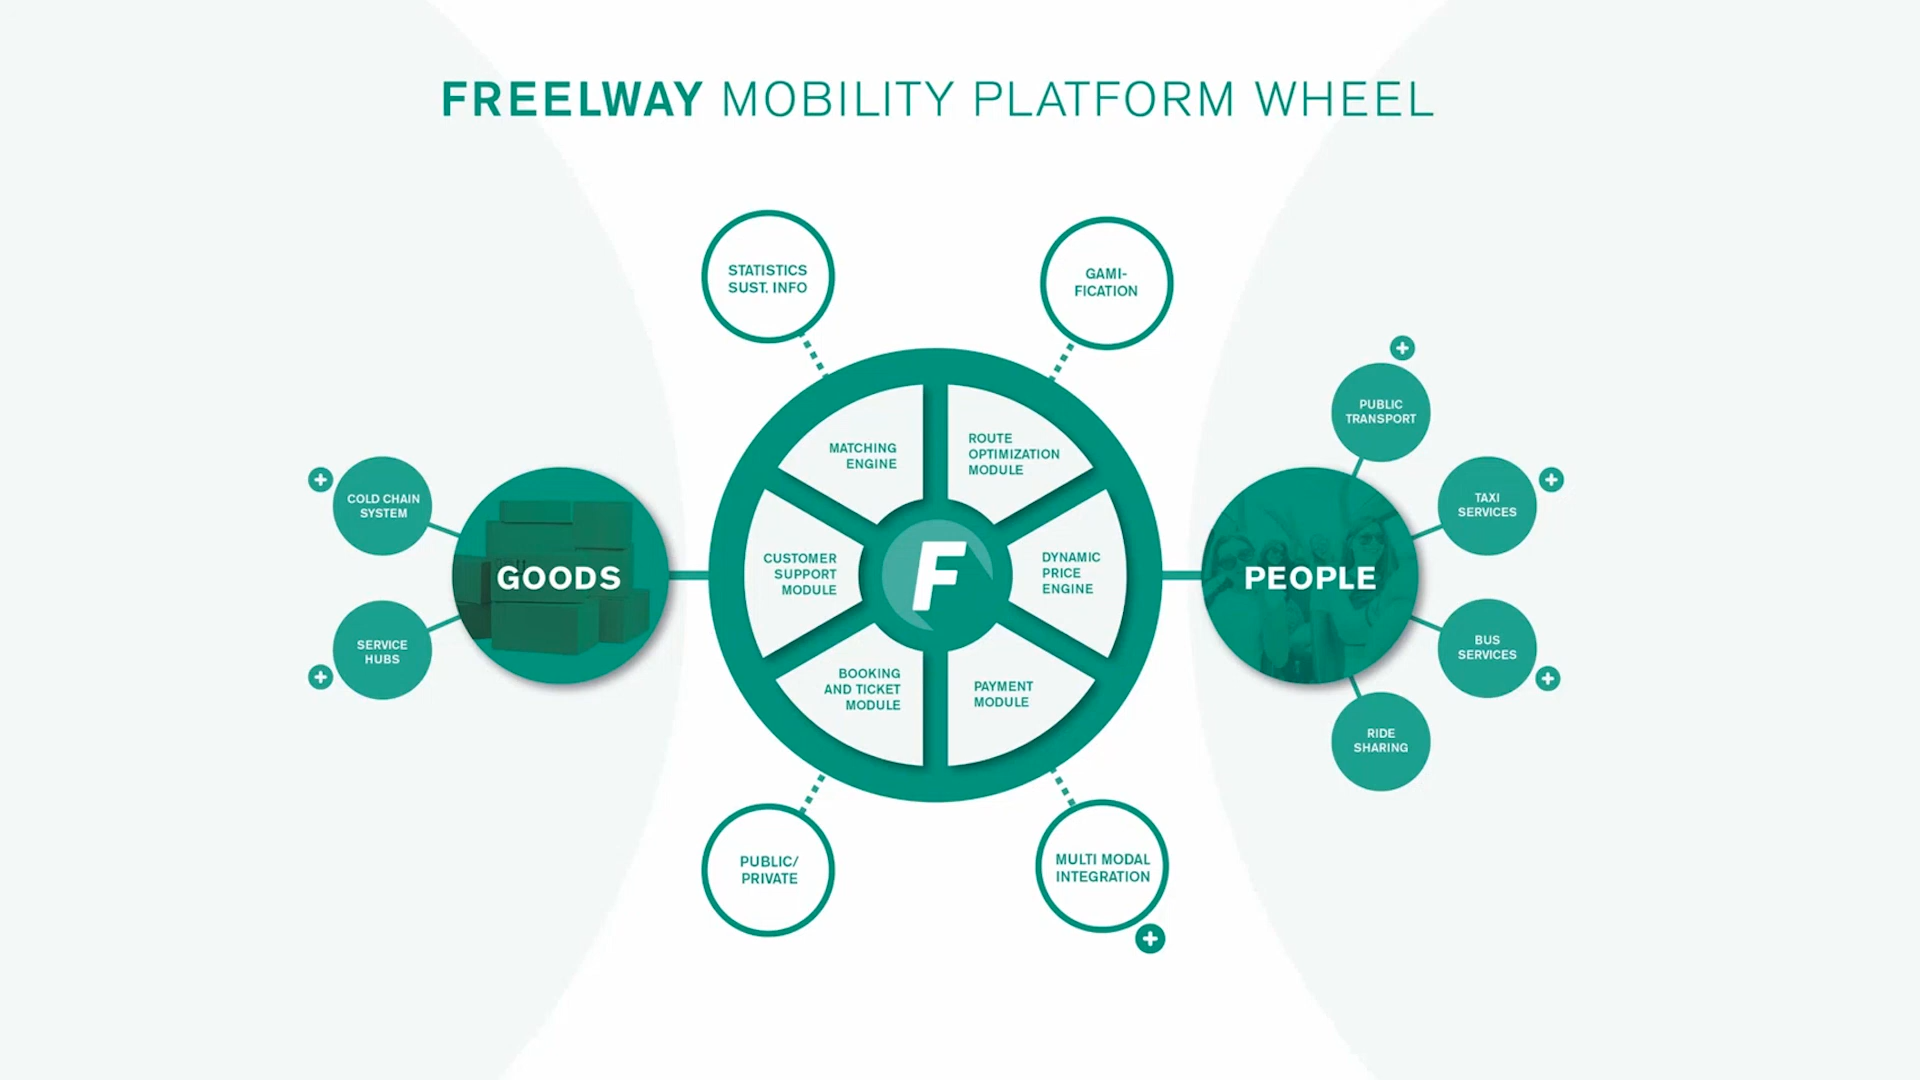 FREELWAY MOBILITY PLATFORM WHEEL
STATISTICS
SUST. INFO
GAMI-
FICATION
MATCHING
ENGINE
ROUTE
OPTIMIZATION
MODULE
CUSTOMER
SUPPORT
MODULE
F
DYNAMIC
PRICE
ENGINE
BOOKING
AND TICKET
MODULE
PAYMENT
MODULE
PUBLIC/
PRIVATE
MULTI MODAL
INTEGRATION
+
GOODS
+
COLD CHAIN
SYSTEM
SERVICE
HUBS
+
PEOPLE
+
PUBLIC
TRANSPORT
TAXI
SERVICES
+
BUS
SERVICES
+
RIDE
SHARING